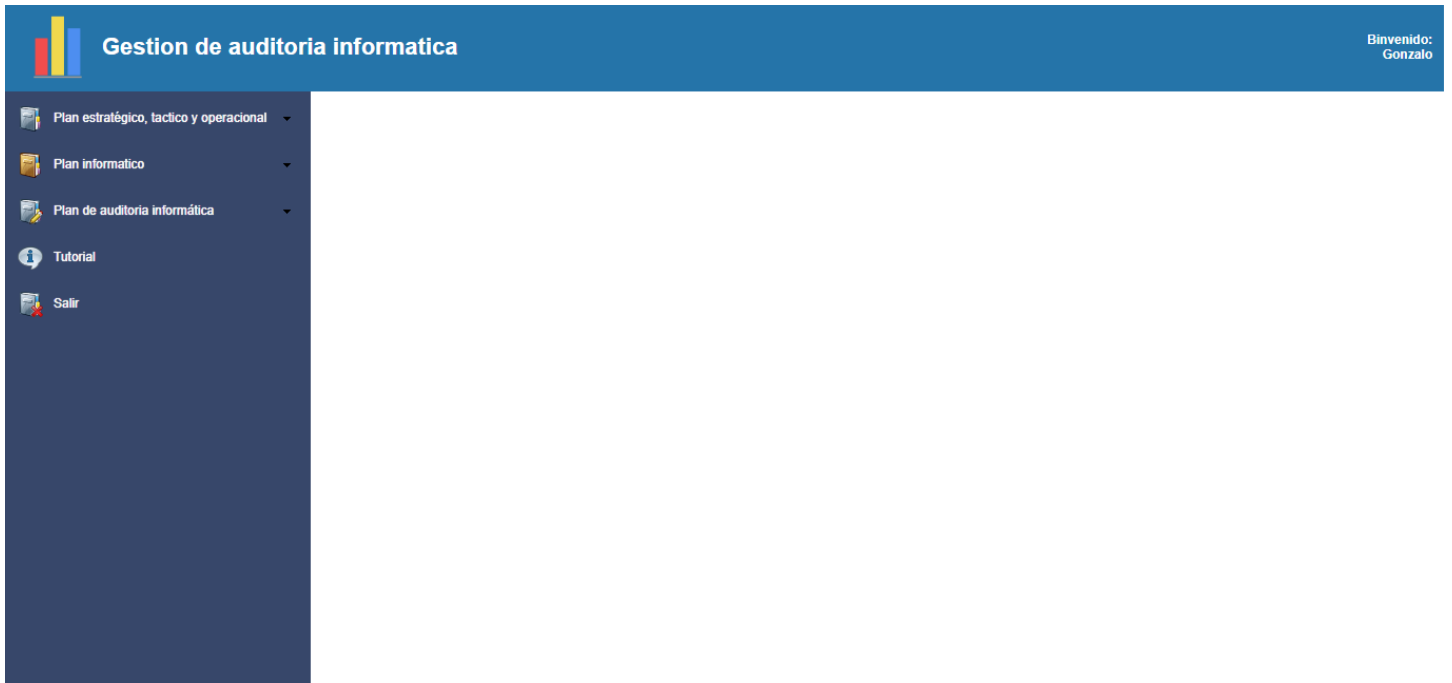 Gestion de auditoria informatica
Binvenido:
Gonzalo
Plan estratégico, tactico y operacional
Plan informatico
Plan de auditoria informática
Tutorial
Salir